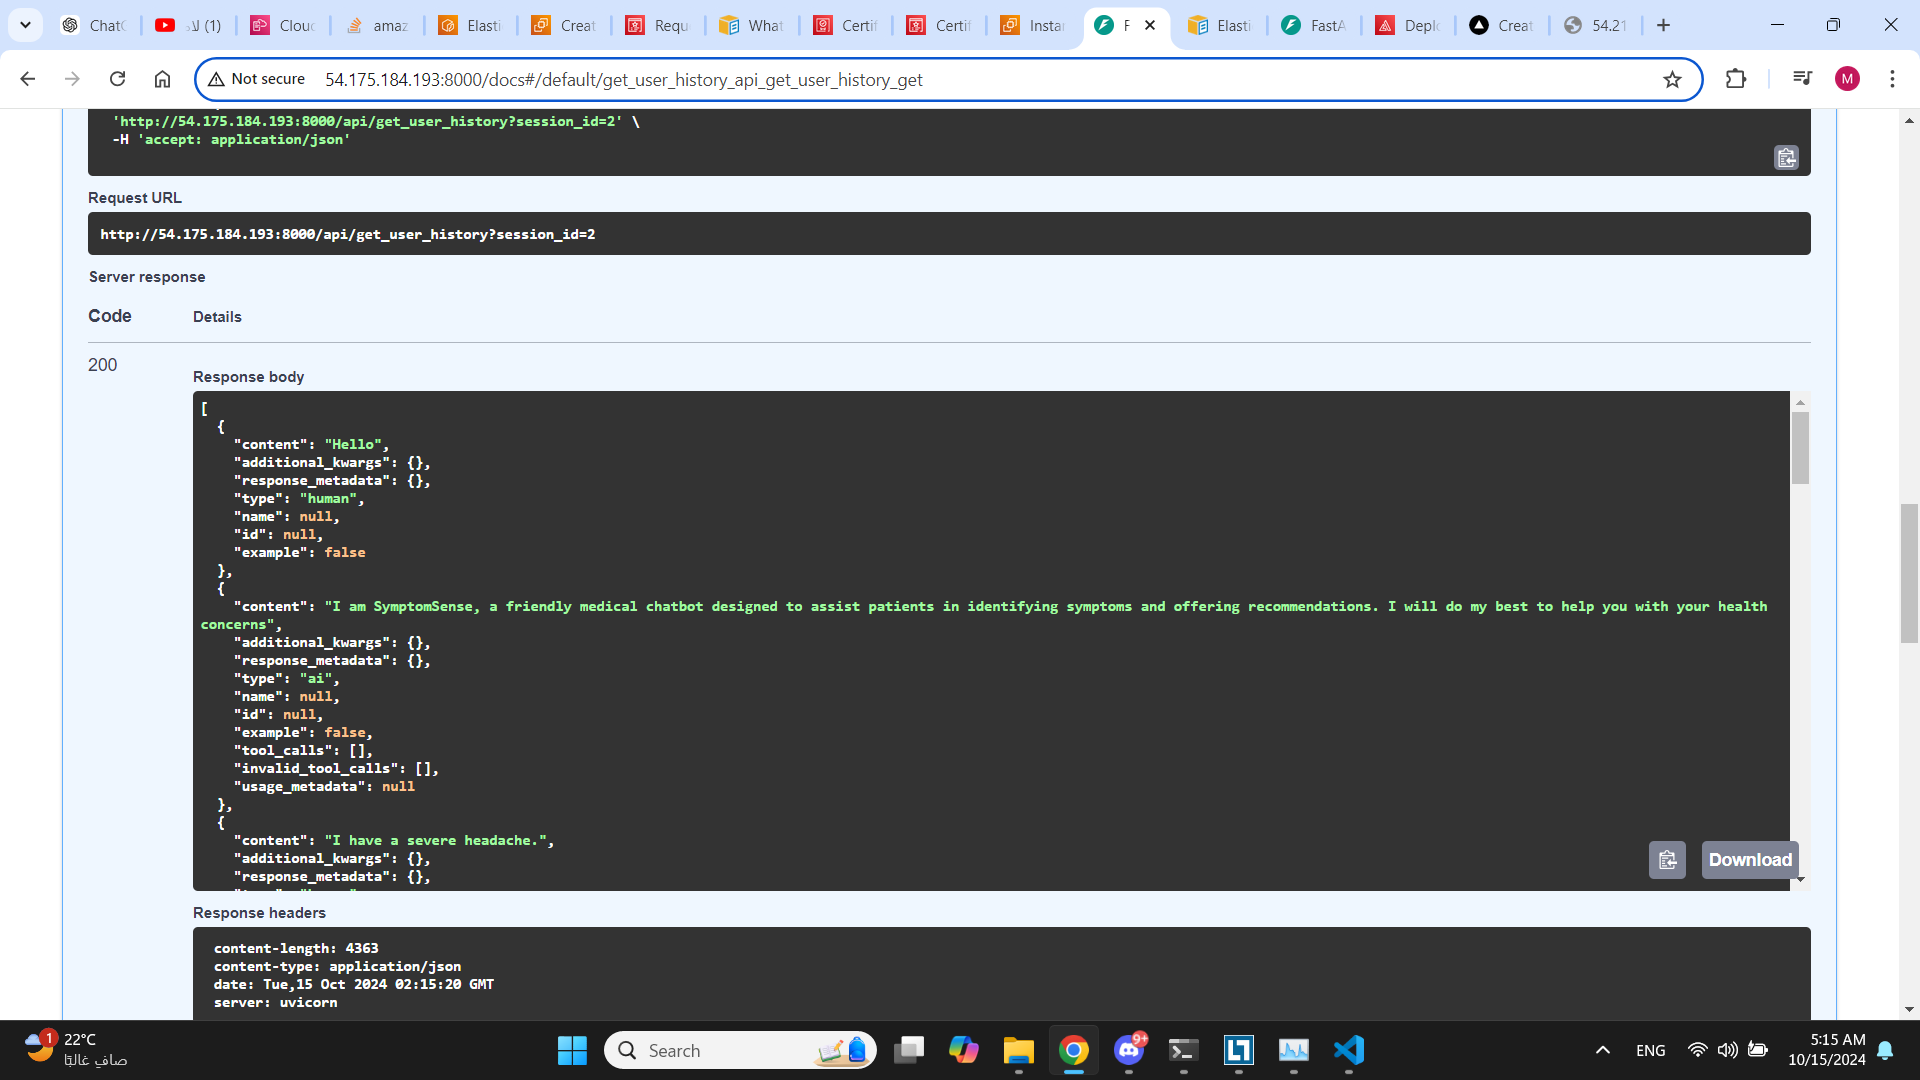 ChatG
(1) لا
Cloud
amaz
Elasti
Creat
Reque
What
Certif
Certif
Instar
F
Elasti
FastA
Deplo
Creat
54.21
Not secure
54.175.184.193:8000/docs#/default/get_user_history_api_get_user_history_get
M
'http://54.175.184.193:8000/api/get_user_history?session_id=2' \
-H 'accept: application/json'
Request URL
http://54.175.184.193:8000/api/get_user_history?session_id=2
Server response
Code Details
200
Response body
[
{
"content": "Hello",
"additional_kwargs": {},
"response_metadata": {},
"type": "human",
"name": null,
"id": null,
"example": false
},
{
"content": "I am SymptomSense, a friendly medical chatbot designed to assist patients in identifying symptoms and offering recommendations. I will do my best to help you with your health
concerns",
"additional_kwargs": {},
"response_metadata": {},
"type": "ai",
"name": null,
"id": null,
"example": false,
"tool_calls": [],
"invalid_tool_calls": [],
"usage_metadata": null
},
{
"content": "I have a severe headache.",
"additional_kwargs": {},
"response_metadata": {},
Download
Response headers
content-length: 4363
content-type: application/json
date: Tue,15 Oct 2024 02:15:20 GMT
server: uvicorn
1
22°C
صافٍ غالبًا
Search
9+
ENG
5:15 AM
10/15/2024